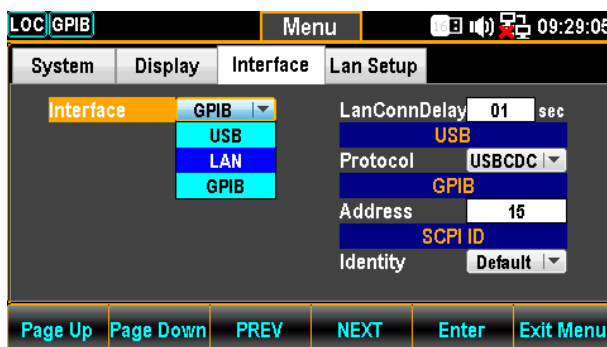 LOC GPIB Menu 16 09:29:05
System Display Interface Lan Setup
Interface GPIB LanConnDelay 01 sec
USB USB
LAN Protocol USBCDC
GPIB GPIB
Address 15
SCPI ID
Identity Default
Page Up Page Down PREV NEXT Enter Exit Menu